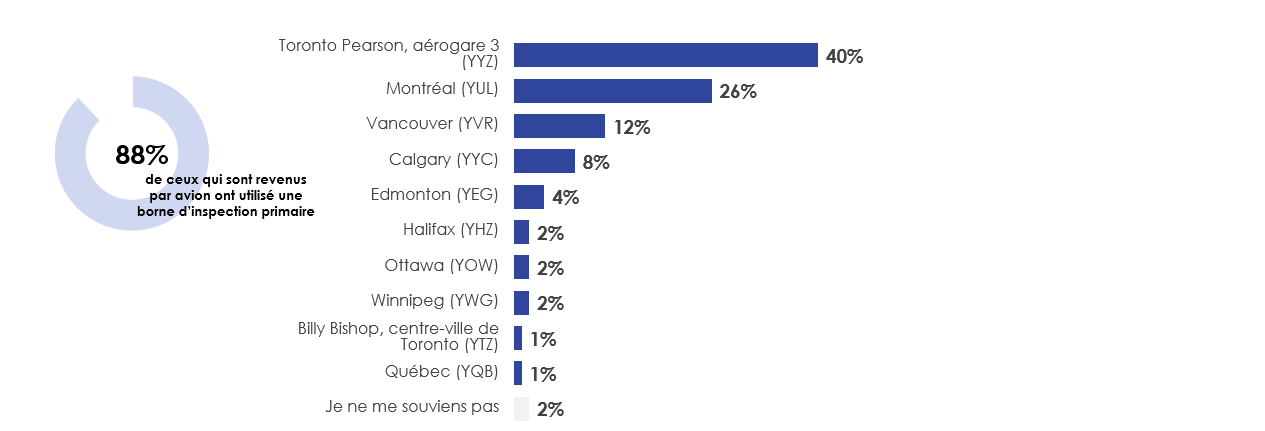 88%
de ceux qui sont revenus
par avion ont utilisé une
borne d'inspection primaire
Toronto Pearson, aérogare 3
(YYZ)
40%
Montréal (YUL)
26%
Vancouver (YVR)
12%
Calgary (YYC)
8%
Edmonton (YEG)
4%
Halifax (YHZ)
2%
Ottawa (YOW)
2%
Winnipeg (YWG)
2%
Billy Bishop, centre-ville de
Toronto (YTZ)
1%
Québec (YQB)
1%
Je ne me souviens pas
2%